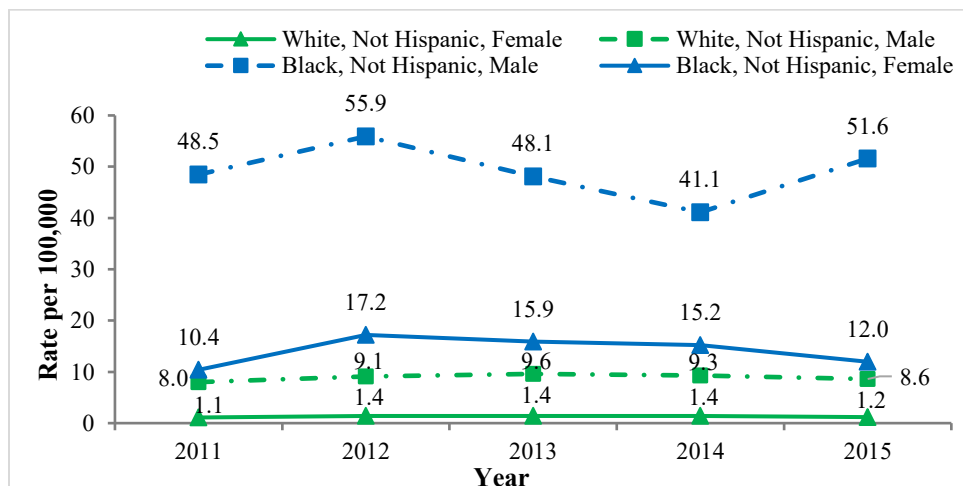 White, Not Hispanic, Female White, Not Hispanic, Male
Black, Not Hispanic, Male Black, Not Hispanic, Female
Rate per 100,000
60
50
40
30
20
10
0
48.5 55.9 48.1 41.1 51.6
10.4 17.2 15.9 15.2 12.0
8.0 9.1 9.6 9.3 8.6
1.1 1.4 1.4 1.4 1.2
2011 2012 2013 2014 2015
Year